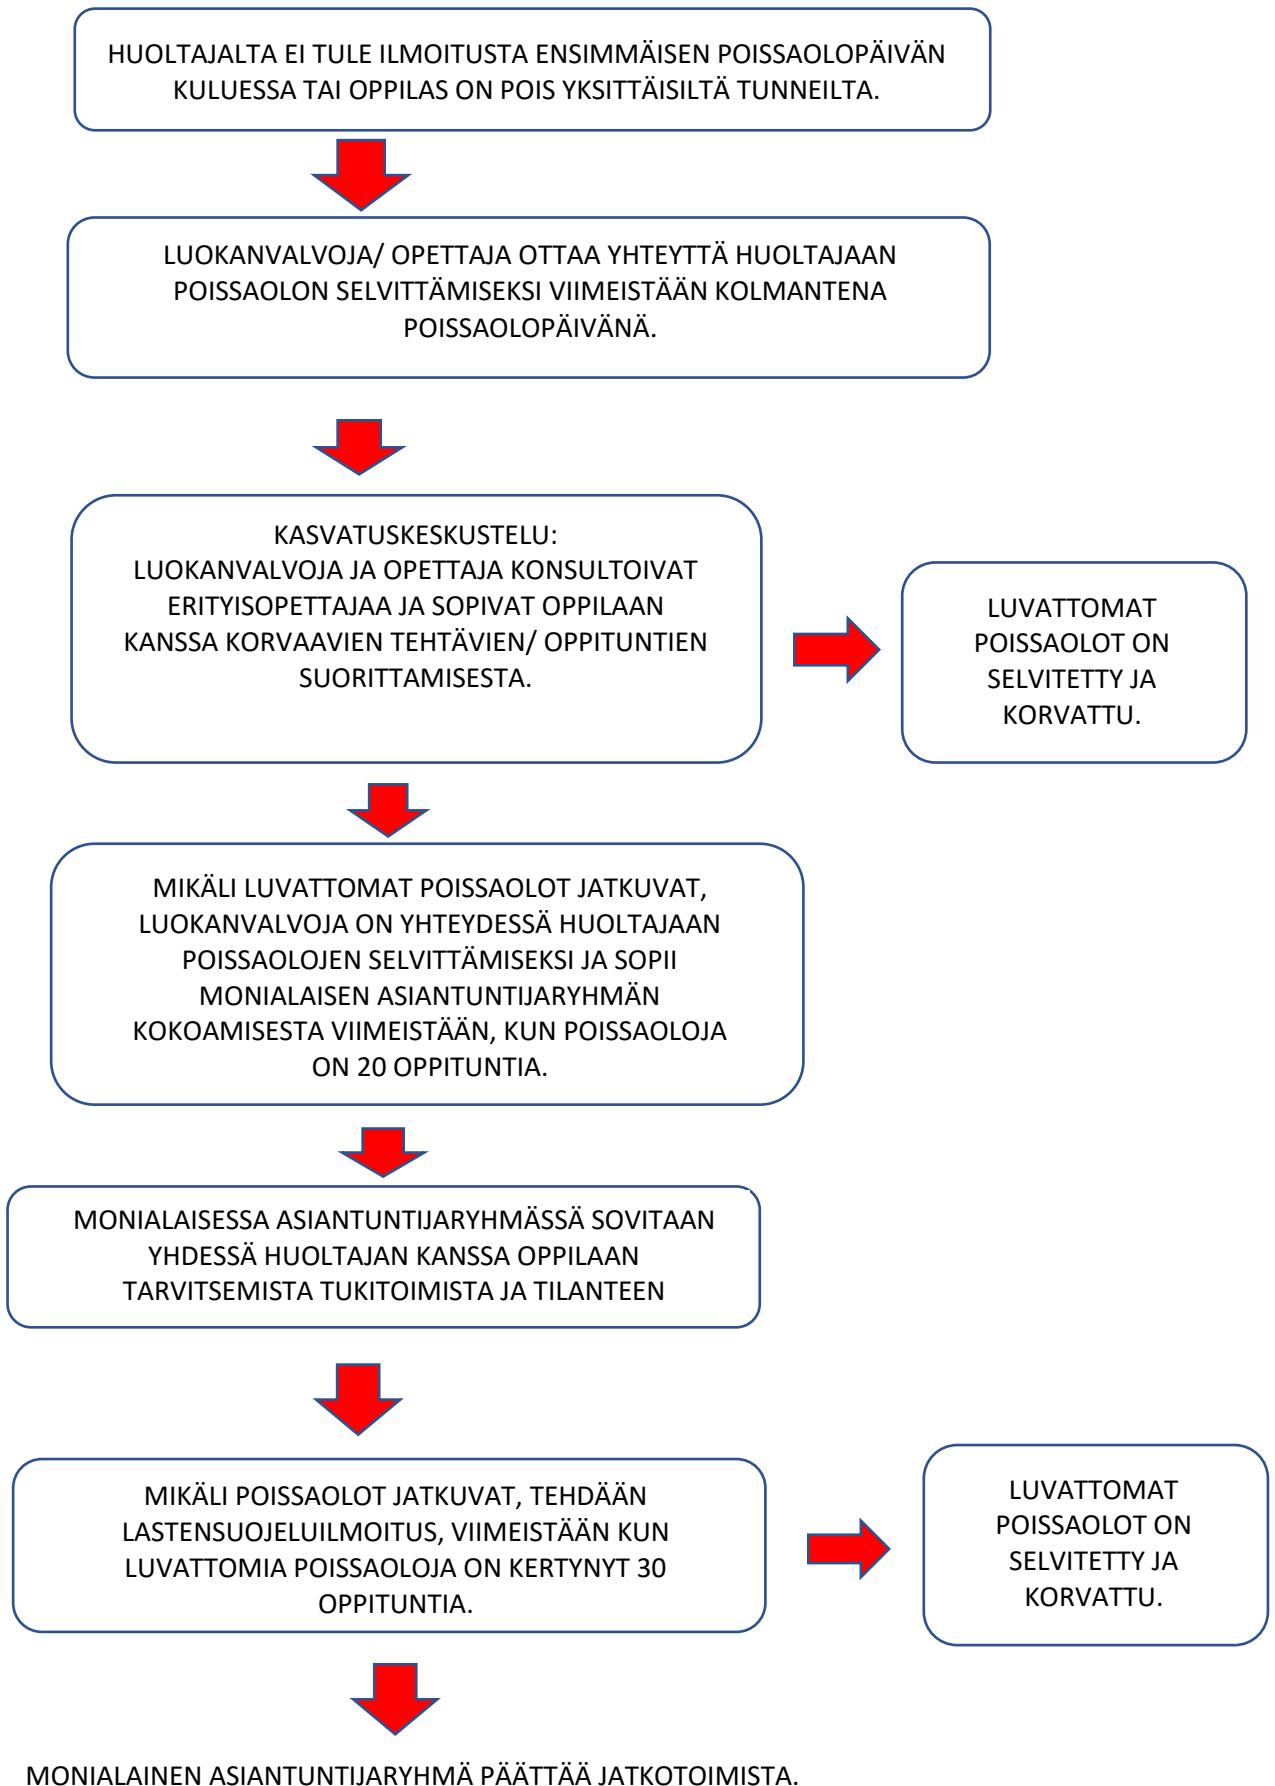 HUOLTAJALTA EI TULE ILMOITUSTA ENSIMMÄISEN POISSAOLOPÄIVÄN
KULUESSA TAI OPPILAS ON POIS YKSITTÄISILTÄ TUNNEILTA.
LUOKANVALVOJA/ OPETTAJA OTTAA YHTEYTTÄ HUOLTAJAAN
POISSAOLON SELVITTÄMISEKSI VIIMEISTÄÄN KOLMANTENA
POISSAOLOPÄIVÄNÄ.
KASVATUSKESKUSTELU:
LUOKANVALVOJA JA OPETTAJA KONSULTOIVAT
ERITYISOPETTAJAA JA SOPIVAT OPPILAAN
KANSSA KORVAAVIEN TEHTÄVIEN/ OPPITUNTIEN
SUORITTAMISESTA.
LUVATTOMAT
POISSAOLOT ON
SELVITETTY JA
KORVATTU.
MIKÄLI LUVATTOMAT POISSAOLOT JATKUVAT,
LUOKANVALVOJA ON YHTEYDESSÄ HUOLTAJAAN
POISSAOLOJEN SELVITTÄMISEKSI JA SOPII
MONIALAISEN ASIANTUNTIJARYHMÄN
KOKOAMISESTA VIIMEISTÄÄN, KUN POISSAOLOJA
ON 20 OPPITUNTIA.
MONIALAISESSA ASIANTUNTIJARYHMÄSSÄ SOVITAAN
YHDESSÄ HUOLTAJAN KANSSA OPPILAAN
TARVITSEMISTA TUKITOIMISTA JA TILANTEEN
MIKÄLI POISSAOLOT JATKUVAT, TEHDÄÄN
LASTENSUOJELUILMOITUS, VIIMEISTÄÄN KUN
LUVATTOMIA POISSAOLOJA ON KERTYNYT 30
OPPITUNTIA.
LUVATTOMAT
POISSAOLOT ON
SELVITETTY JA
KORVATTU.
MONIALAINEN ASIANTUNTIJARYHMÄ PÄÄTTÄÄ JATKOTOIMISTA.